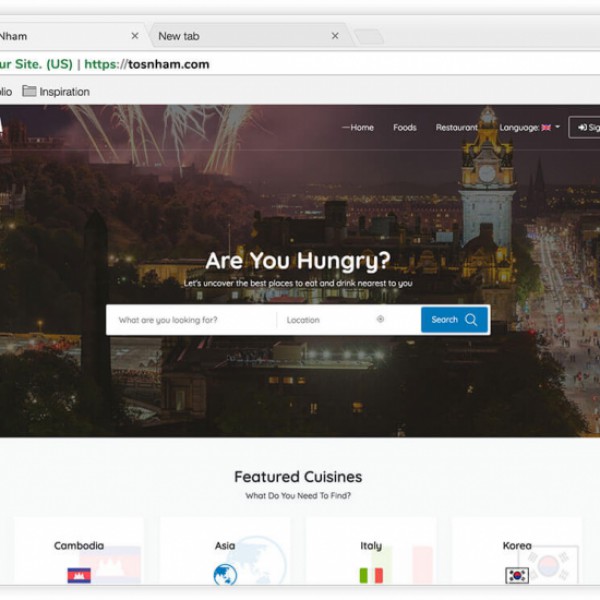 Nham × New tab ×
ur Site. (US) | https://tosnham.com
olio Inspiration
Home Foods Restaurant Language: Sig
Are You Hungry?
Let's uncover the best places to eat and drink nearest to you
What are you looking for? Location Search
Featured Cuisines
What Do You Need To Find?
Cambodia Asia Italy Korea